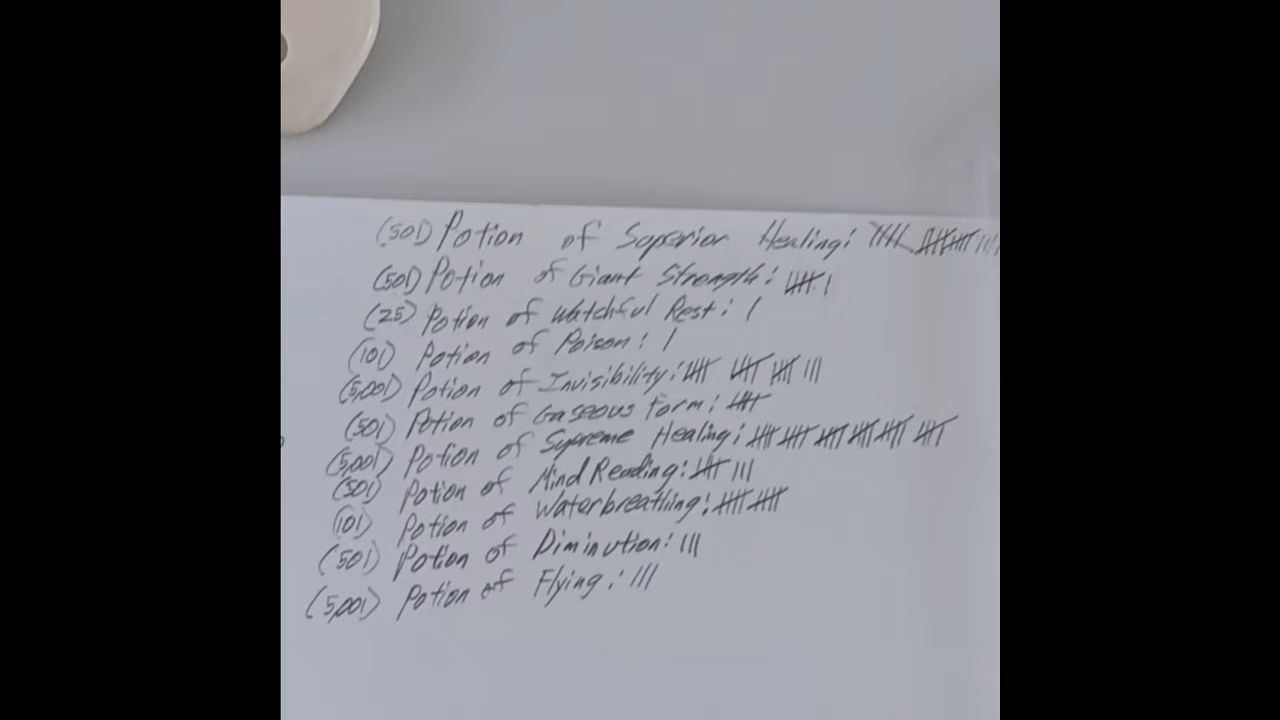 (501) Potion of Superior Healing: 𝍸 𝍸 𝍸 |||
(501) Potion of Giant Strength: 𝍸 |
(25) Potion of Watchful Rest: |
(101) Potion of Poison: |
(5,001) Potion of Invisibility: 𝍸 𝍸 𝍸 |||
(501) Potion of Gaseous Form: 𝍸
(5,001) Potion of Supreme Healing: 𝍸 𝍸 𝍸 𝍸 𝍸 𝍸
(501) Potion of Mind Reading: 𝍸 |||
(101) Potion of Waterbreathing: 𝍸 𝍸
(501) Potion of Diminution: |||
(5,001) Potion of Flying: |||